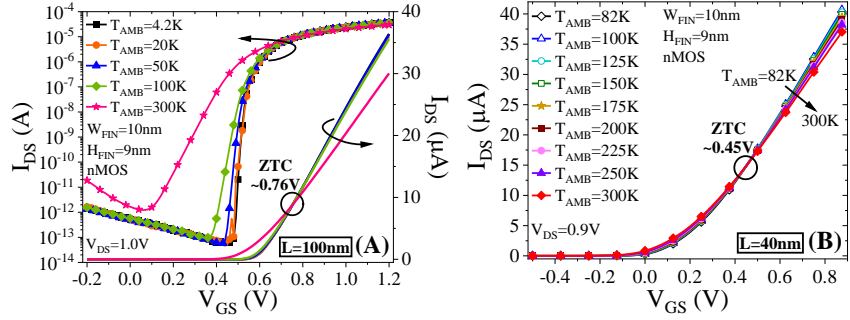 T_AMB=4.2K
T_AMB=20K
T_AMB=50K
T_AMB=100K
T_AMB=300K
W_FIN=10nm
H_FIN=9nm
nMOS
V_DS=1.0V
ZTC
~0.76V
L=100nm
(A)
10^-4
10^-5
10^-6
10^-7
10^-8
10^-9
10^-10
10^-11
10^-12
10^-13
10^-14
I_DS (A)
-0.2 0.0 0.2 0.4 0.6 0.8 1.0 1.2
V_GS (V)
40
30
20
10
0
I_DS (µA)
T_AMB=82K
T_AMB=100K
T_AMB=125K
T_AMB=150K
T_AMB=175K
T_AMB=200K
T_AMB=225K
T_AMB=250K
T_AMB=300K
W_FIN=10nm
H_FIN=9nm
nMOS
T_AMB=82K
300K
ZTC
~0.45V
V_DS=0.9V
L=40nm
(B)
40
35
30
25
20
15
10
5
0
I_DS (µA)
-0.4 -0.2 0.0 0.2 0.4 0.6 0.8
V_GS (V)